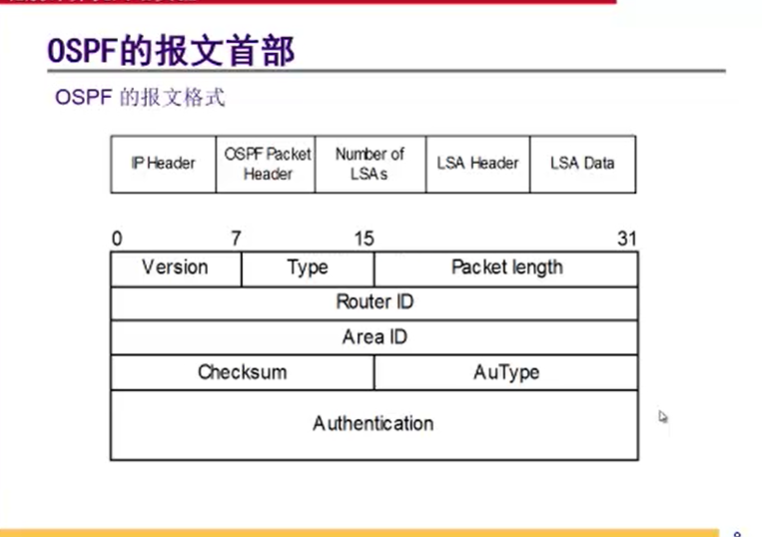 OSPF的报文首部
OSPF 的报文格式
IP Header
OSPF Packet
Header
Number of
LSAs
LSA Header
LSA Data
0 7 15 31
Version Type Packet length
Router ID
Area ID
Checksum AuType
Authentication